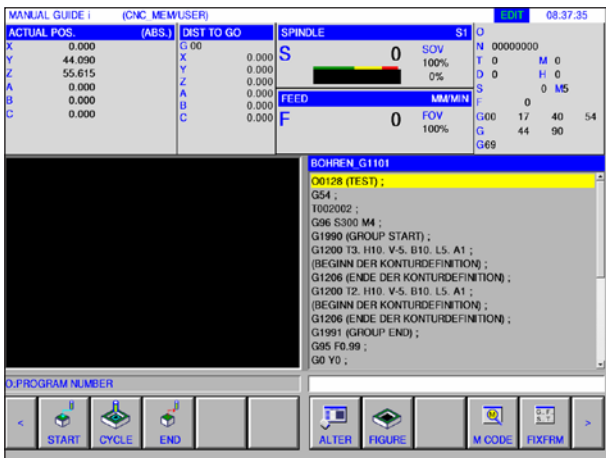 MANUAL GUIDE i (CNC_MEM/USER) EDIT 08.37.35
ACTUAL POS. (ABS.) DIST TO GO SPINDLE S1 O
X 0.000 G 00 N 00000000
Y 44.090 X 0.000 S 0 SOV 100% T 0 M 0
Z 55.615 Y 0.000 0% D 0 H 0
A 0.000 Z 0.000 S 0 M5
B 0.000 A 0.000 FEED MM/MIN F 0
C 0.000 B 0.000 F 0 FOV G00 17 40 54
C 0.000 100% G 44 90
G69
BOHREN_G1101
O0128 (TEST) ;
G54 ;
T002002 ;
G96 S300 M4 ;
G1990 (GROUP START) ;
G1200 T3. H10. V-5. B10. L5. A1 ;
(BEGINN DER KONTURDEFINITION) ;
G1206 (ENDE DER KONTURDEFINITION) ;
G1200 T2. H10. V-5. B10. L5. A1 ;
(BEGINN DER KONTURDEFINITION) ;
G1206 (ENDE DER KONTURDEFINITION) ;
G1991 (GROUP END) ;
G95 F0.99 ;
G0 Y0 ;
O:PROGRAM NUMBER
< START CYCLE END ALTER FIGURE M CODE FIXFRM >